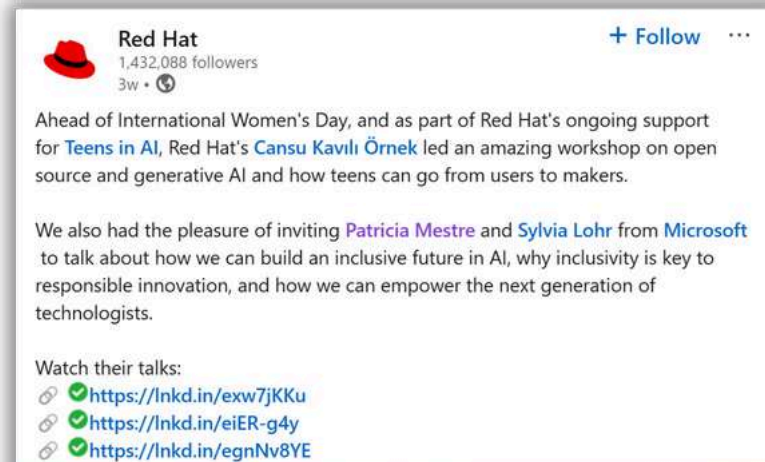 Red Hat
+ Follow ...
1,432,088 followers
3w •
Ahead of International Women's Day, and as part of Red Hat's ongoing support
for Teens in AI, Red Hat's Cansu Kavılı Örnek led an amazing workshop on open
source and generative AI and how teens can go from users to makers.
We also had the pleasure of inviting Patricia Mestre and Sylvia Lohr from Microsoft
to talk about how we can build an inclusive future in AI, why inclusivity is key to
responsible innovation, and how we can empower the next generation of
technologists.
Watch their talks:
https://lnkd.in/exw7jKKu
https://lnkd.in/eiER-g4y
https://lnkd.in/egnNv8YE